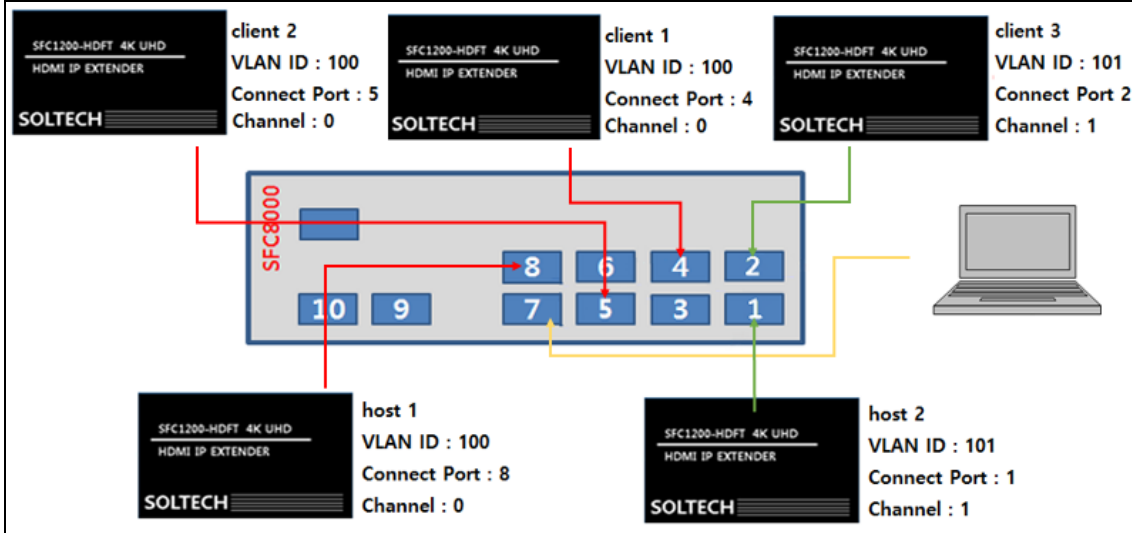 SFC1200-HDFT 4K UHD
HDMI IP EXTENDER
SOLTECH
client 2
VLAN ID : 100
Connect Port : 5
Channel : 0
SFC1200-HDFT 4K UHD
HDMI IP EXTENDER
SOLTECH
client 1
VLAN ID : 100
Connect Port : 4
Channel : 0
SFC1200-HDFT 4K UHD
HDMI IP EXTENDER
SOLTECH
client 3
VLAN ID : 101
Connect Port 2
Channel : 1
SFC8000
8 6 4 2
10 9 7 5 3 1
SFC1200-HDFT 4K UHD
HDMI IP EXTENDER
SOLTECH
host 1
VLAN ID : 100
Connect Port : 8
Channel : 0
SFC1200-HDFT 4K UHD
HDMI IP EXTENDER
SOLTECH
host 2
VLAN ID : 101
Connect Port : 1
Channel : 1